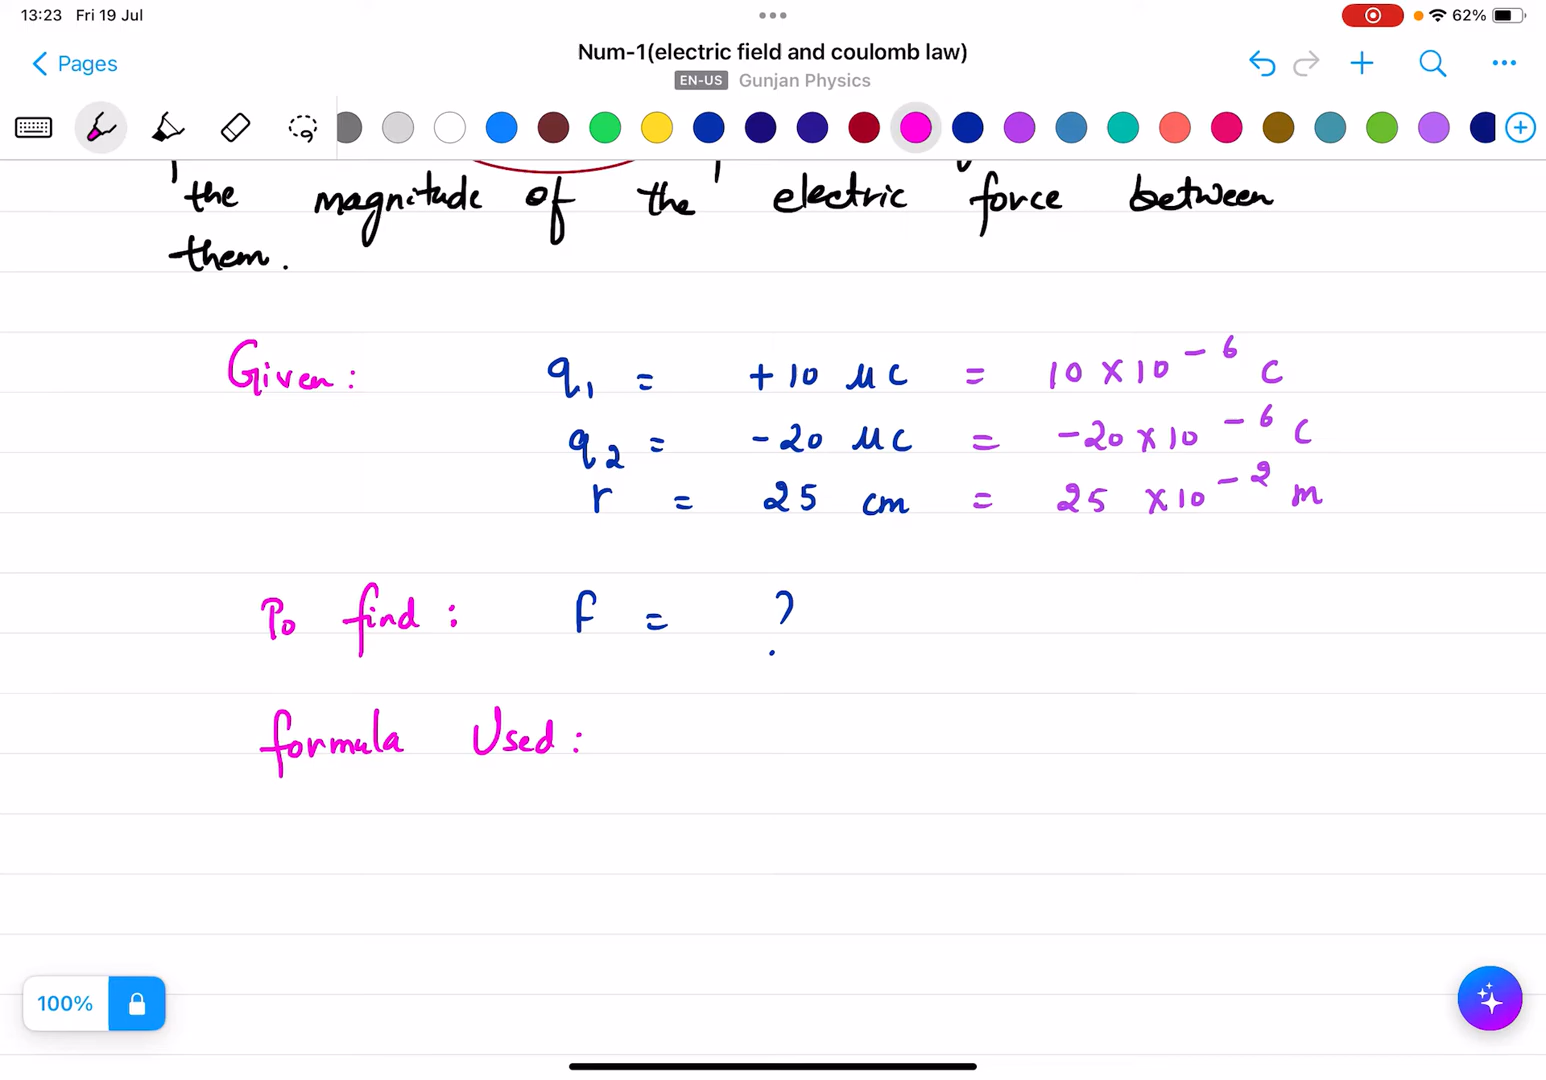 13:23 Fri 19 Jul
62%
Pages
Num-1(electric field and coulomb law)
EN-US Gunjan Physics
the magnitude of the electric force between
them.
Given: q₁ = +10 μC = 10 × 10⁻⁶ C
q₂ = -20 μC = -20 × 10⁻⁶ C
r = 25 cm = 25 × 10⁻² m
To find: F = ?
formula Used:
100%